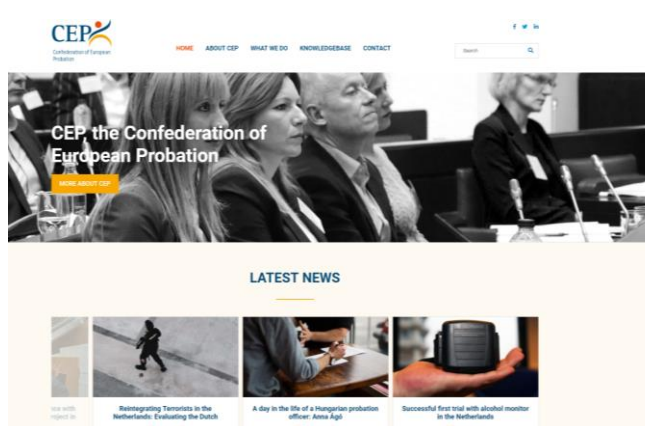 CEP
Confederation of European
Probation
HOME ABOUT CEP WHAT WE DO KNOWLEDGEBASE CONTACT
Search
CEP, the Confederation of
European Probation
MORE ABOUT CEP
LATEST NEWS
Reintegrating Terrorists in the
Netherlands: Evaluating the Dutch
A day in the life of a Hungarian probation
officer: Anna Ágó
Successful first trial with alcohol monitor
in the Netherlands